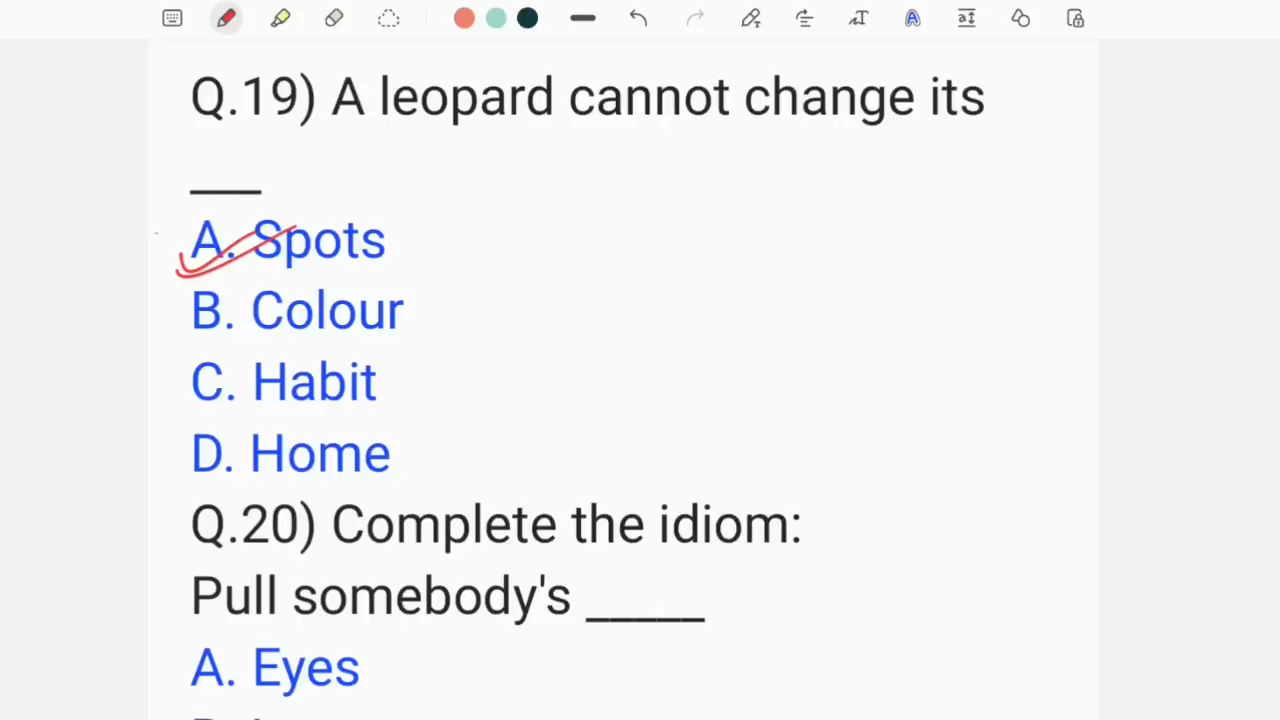 Q.19) A leopard cannot change its
___
A. Spots
B. Colour
C. Habit
D. Home
Q.20) Complete the idiom:
Pull somebody's _____
A. Eyes